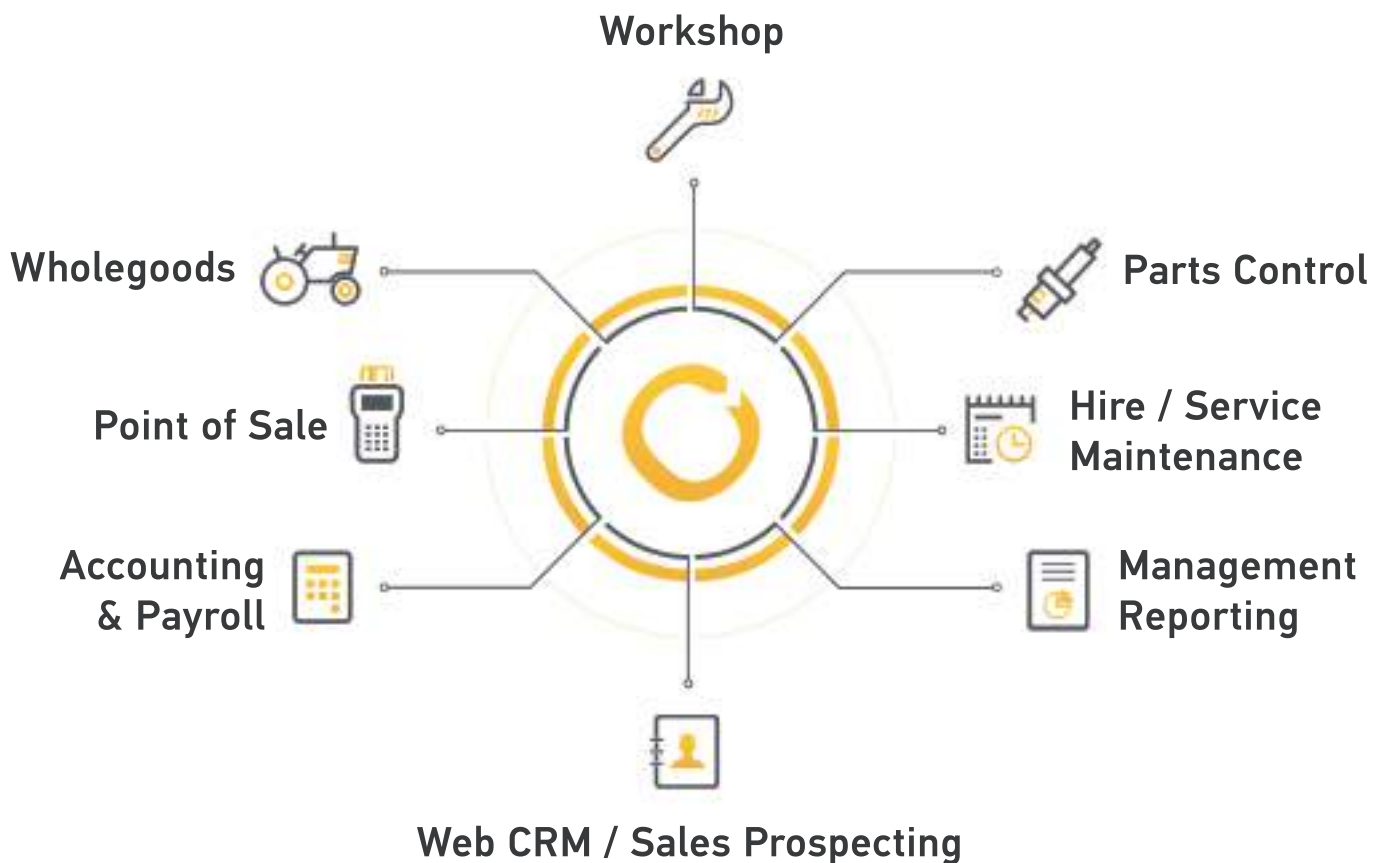 Workshop
Wholegoods
Parts Control
Point of Sale
Hire / Service
Maintenance
Accounting
& Payroll
Management
Reporting
Web CRM / Sales Prospecting